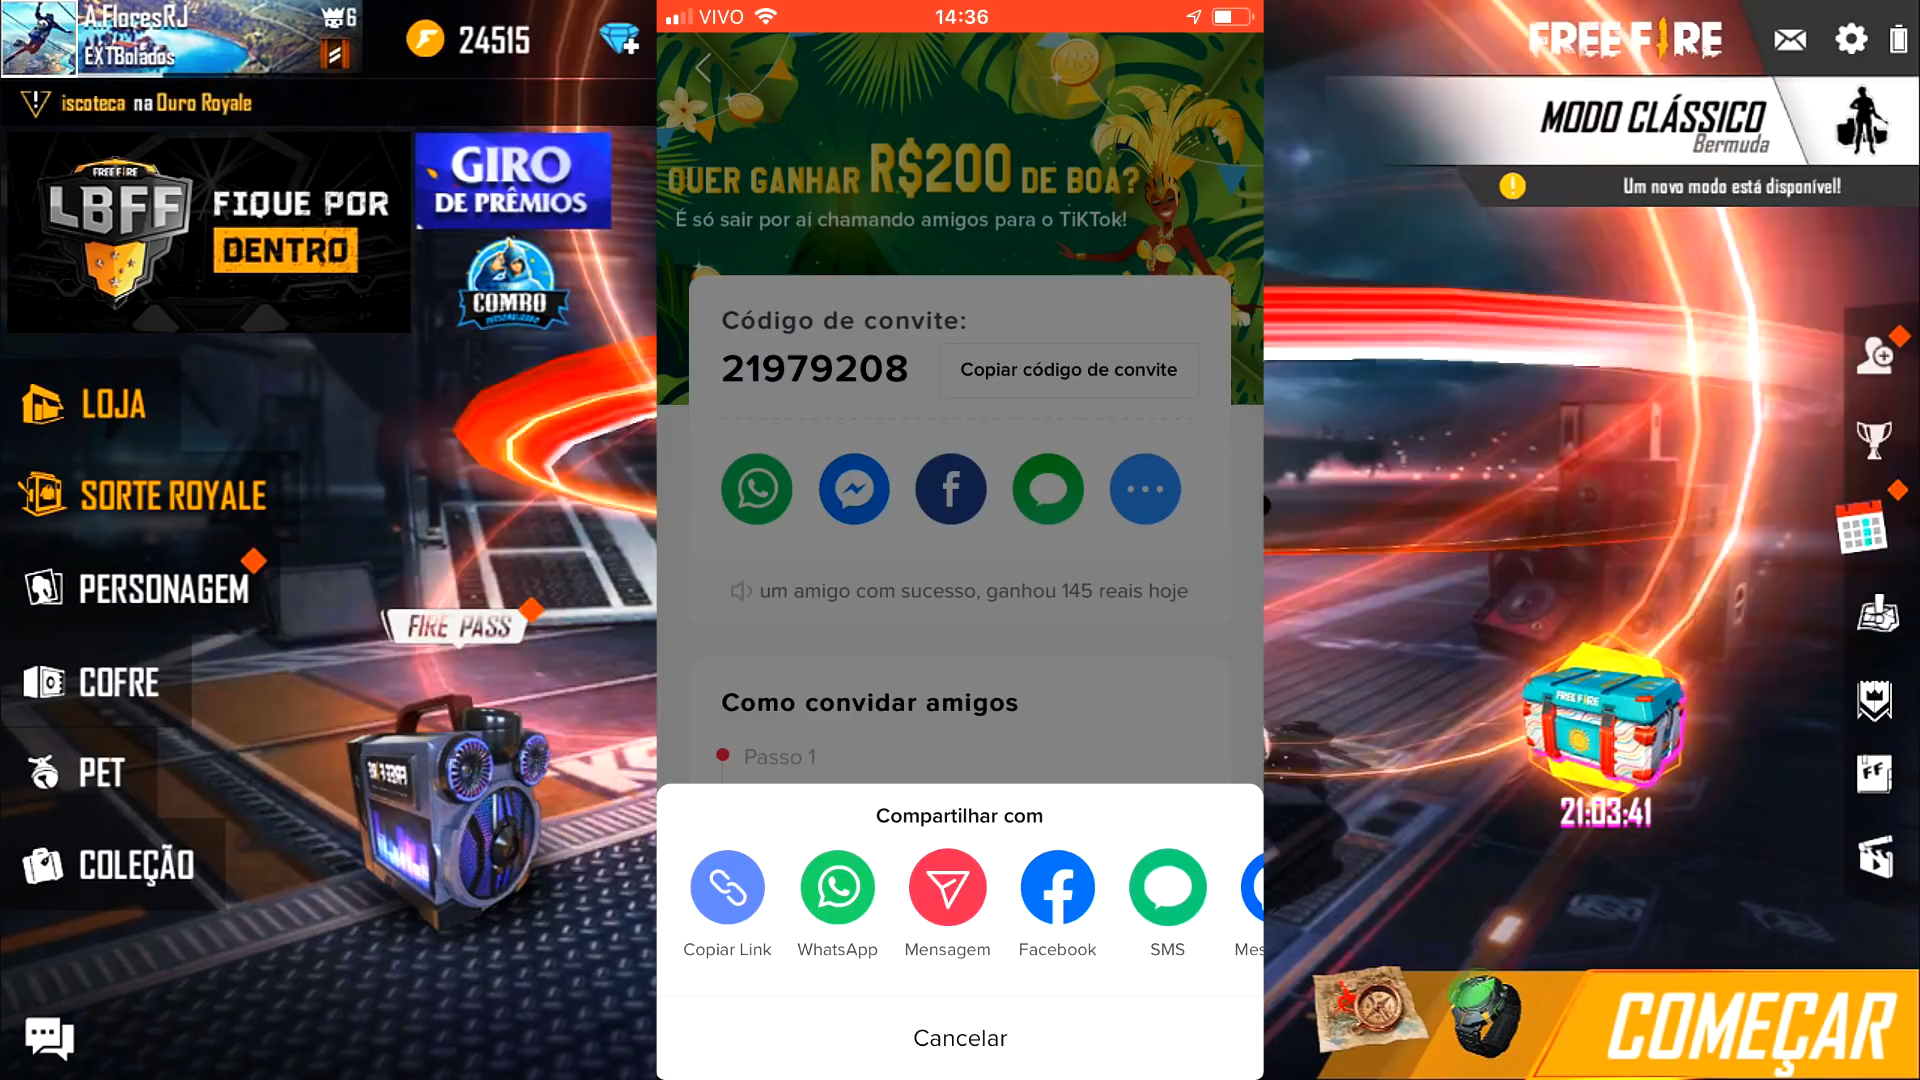 A.FloresRJ
EXTBolados
6
24515
iscoteca na Ouro Royale
FREE FIRE
LBFF
FIQUE POR
DENTRO
GIRO
DE PRÊMIOS
COMBO
LOJA
SORTE ROYALE
PERSONAGEM
COFRE
PET
COLEÇÃO
FIRE PASS
VIVO
14:36
QUER GANHAR R$200 DE BOA?
É só sair por aí chamando amigos para o TiKTok!
Código de convite:
21979208
Copiar código de convite
um amigo com sucesso, ganhou 145 reais hoje
Como convidar amigos
Passo 1
Compartilhar com
Copiar Link
WhatsApp
Mensagem
Facebook
SMS
Mes
Cancelar
FREE FIRE
MODO CLÁSSICO
Bermuda
Um novo modo está disponível!
FREE FIRE
21:03:41
FF
COMEÇAR